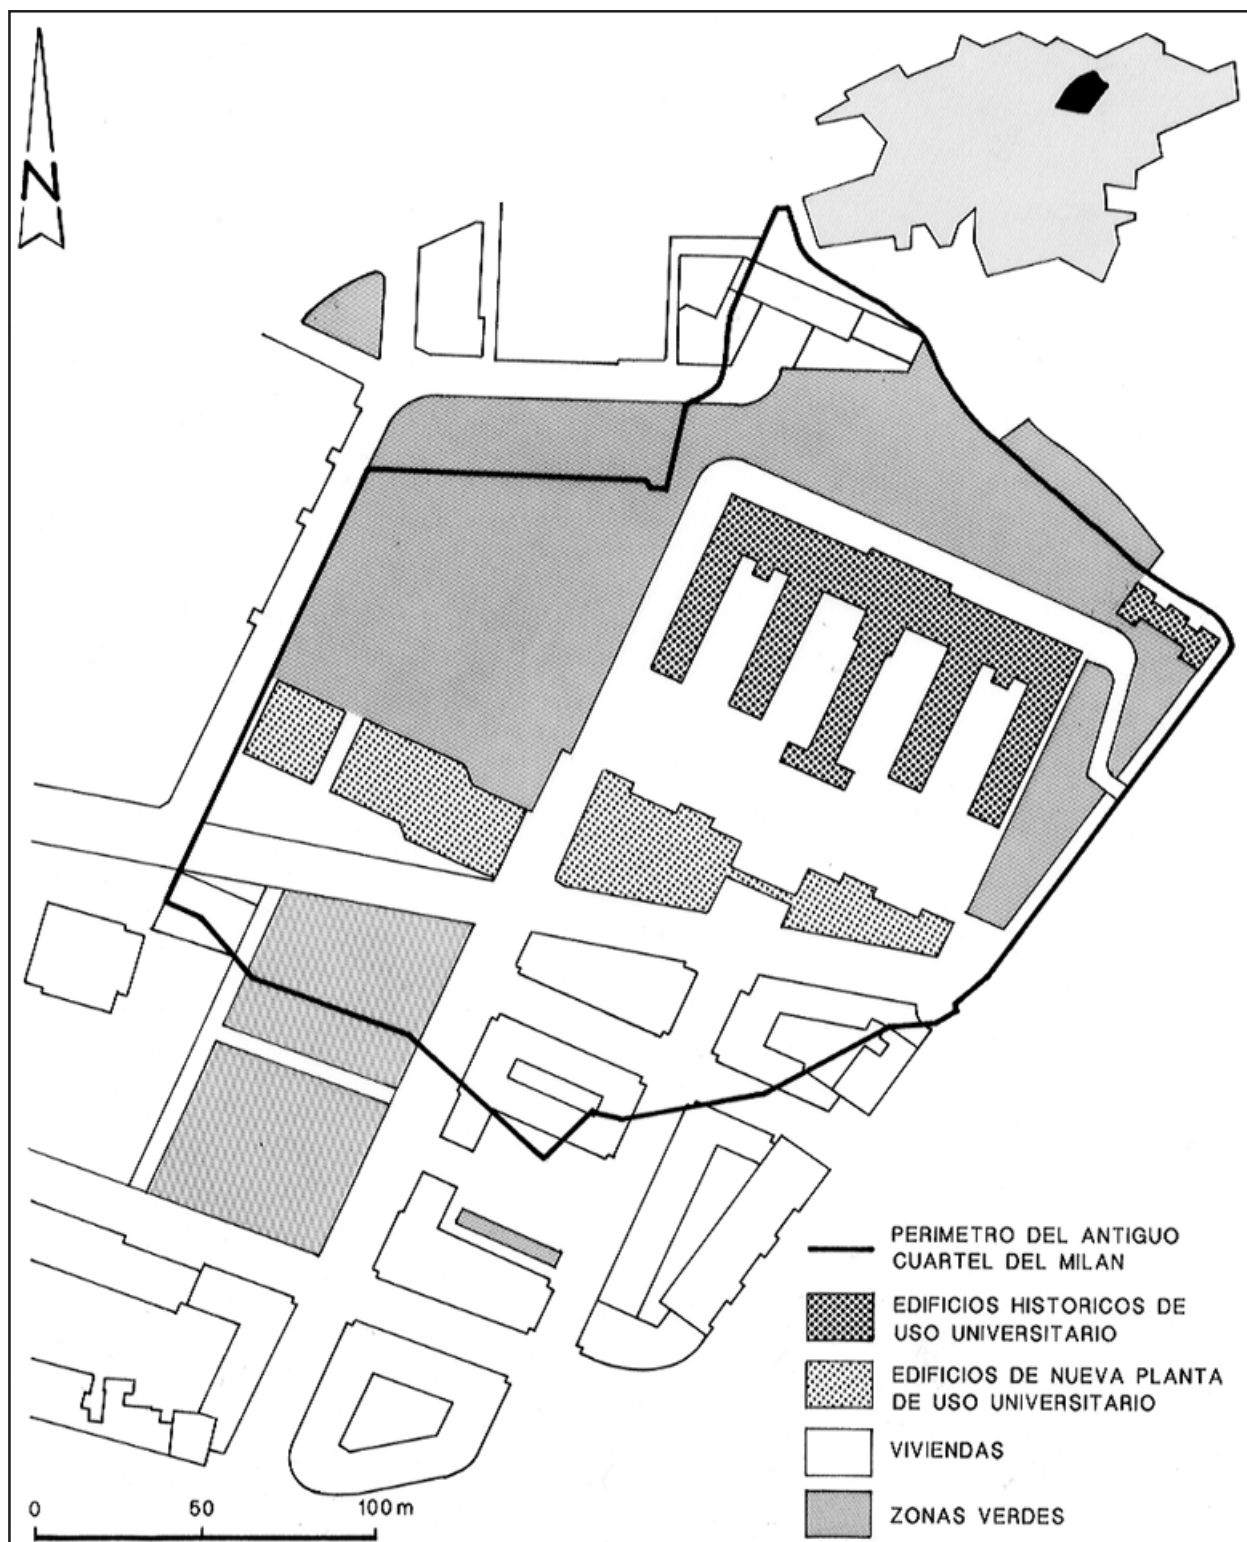 N
PERIMETRO DEL ANTIGUO
CUARTEL DEL MILAN
EDIFICIOS HISTORICOS DE
USO UNIVERSITARIO
EDIFICIOS DE NUEVA PLANTA
DE USO UNIVERSITARIO
VIVIENDAS
ZONAS VERDES
0 50 100 m